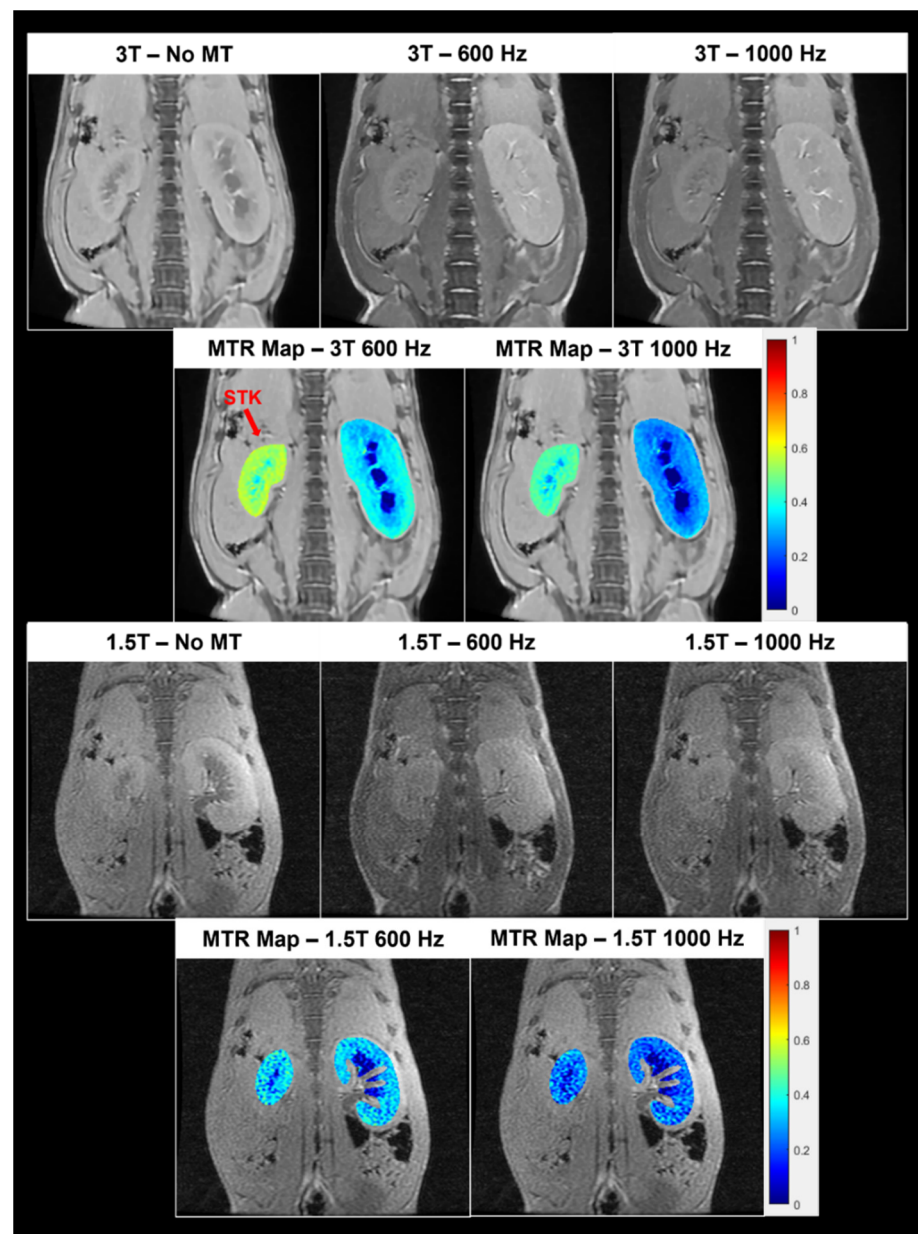 3T – No MT
3T – 600 Hz
3T – 1000 Hz
MTR Map – 3T 600 Hz
MTR Map – 3T 1000 Hz
STK
1
0.8
0.6
0.4
0.2
0
1.5T – No MT
1.5T – 600 Hz
1.5T – 1000 Hz
MTR Map – 1.5T 600 Hz
MTR Map – 1.5T 1000 Hz
1
0.8
0.6
0.4
0.2
0